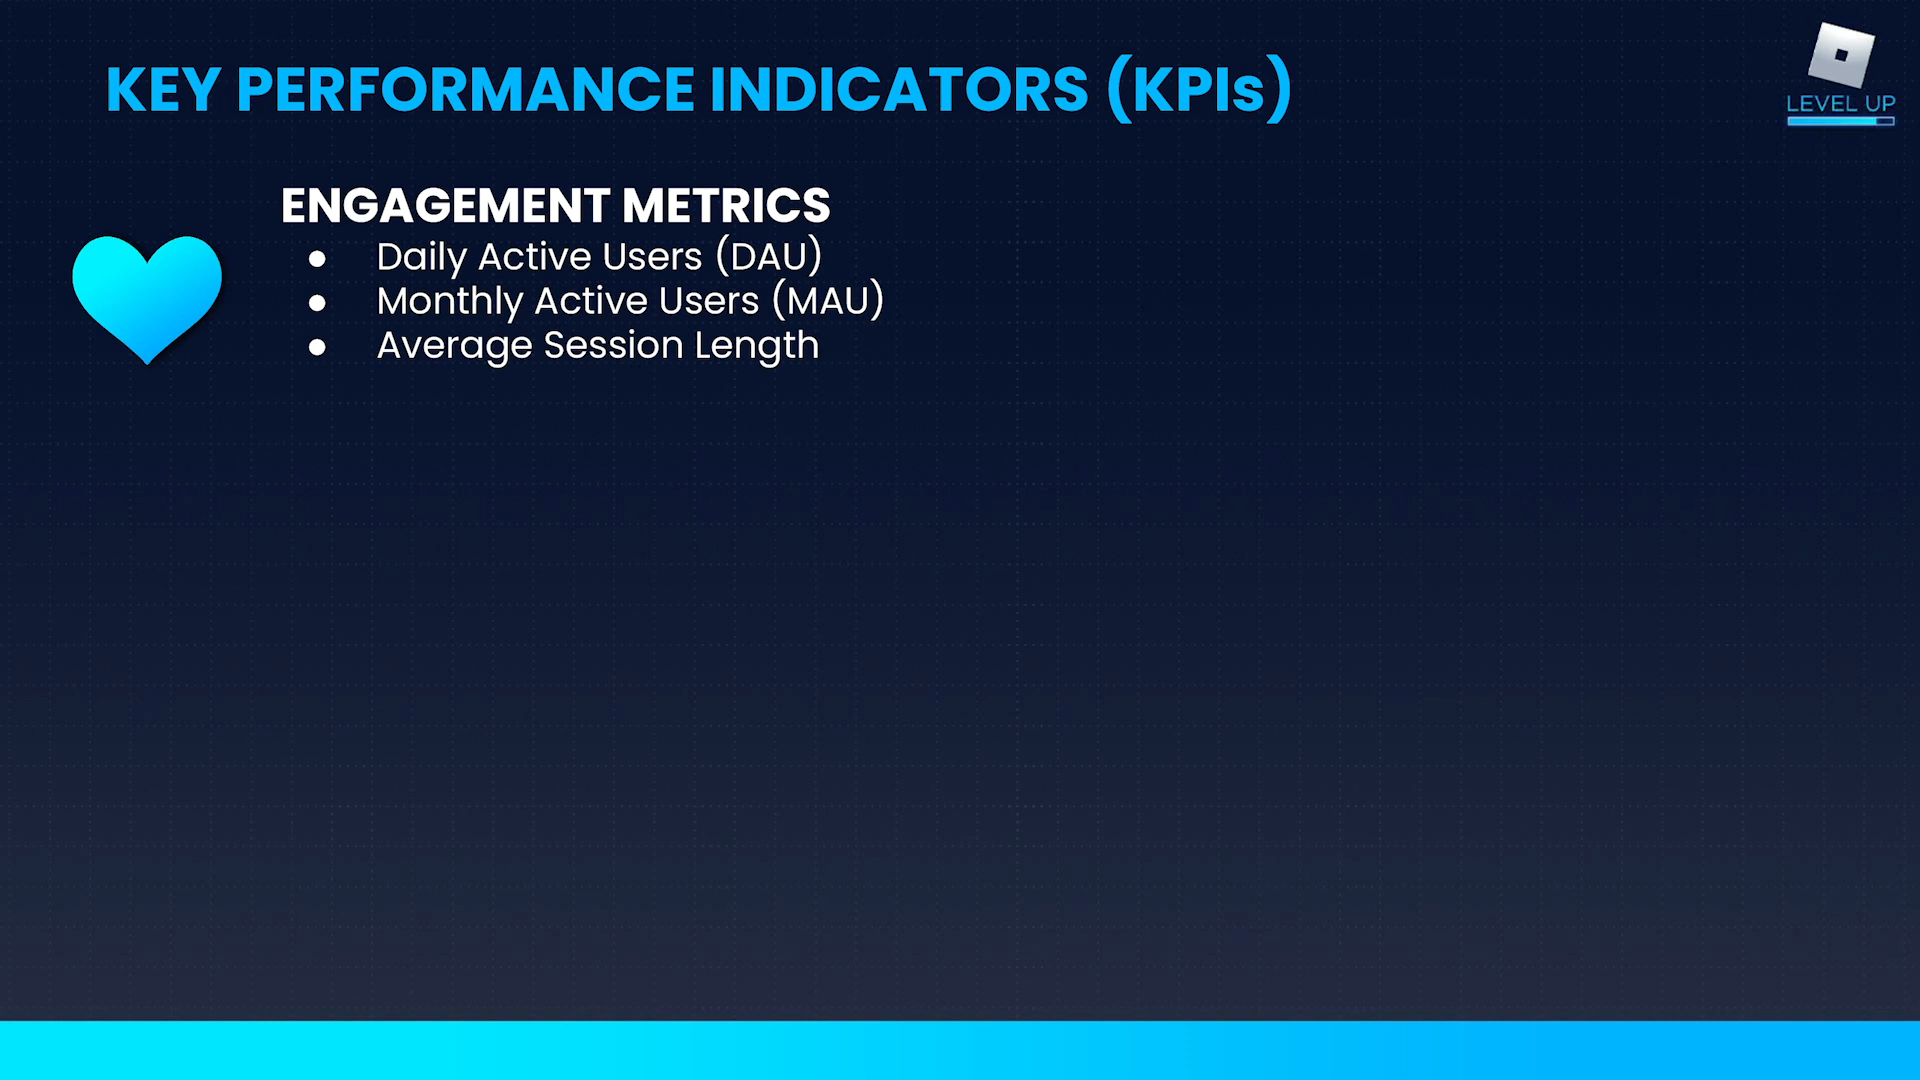 KEY PERFORMANCE INDICATORS (KPIs)
LEVEL UP
ENGAGEMENT METRICS
● Daily Active Users (DAU)
● Monthly Active Users (MAU)
● Average Session Length